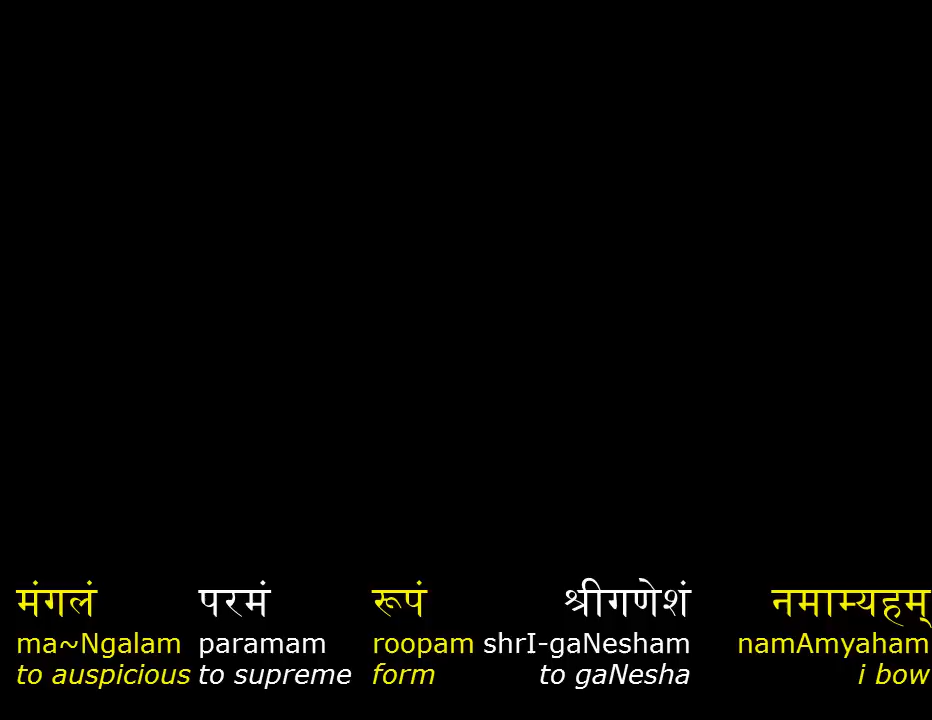 मंगलं परमं रूपं श्रीगणेशं नमाम्यहम्
ma~Ngalam paramam roopam shrI-gaNesham namAmyaham
to auspicious to supreme form to gaNesha i bow